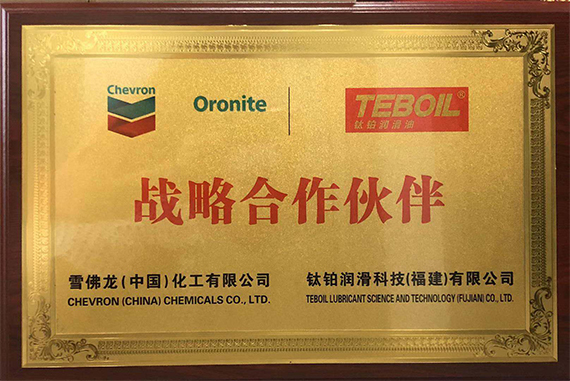 Chevron
Oronite
TEBOIL®
钛铂润滑油
战略合作伙伴
雪佛龙(中国)化工有限公司
CHEVRON (CHINA) CHEMICALS CO., LTD.
钛铂润滑科技(福建)有限公司
TEBOIL LUBRICANT SCIENCE AND TECHNOLOGY (FUJIAN) CO., LTD.